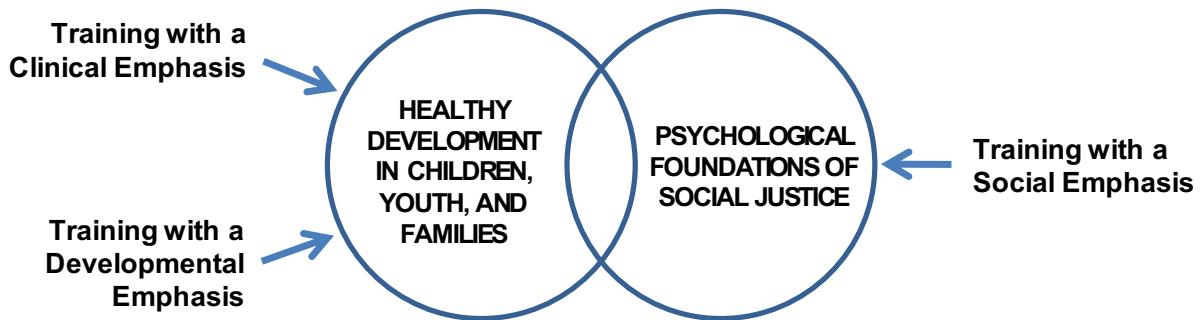 Training with a
Clinical Emphasis
HEALTHY
DEVELOPMENT
IN CHILDREN,
YOUTH, AND
FAMILIES
PSYCHOLOGICAL
FOUNDATIONS OF
SOCIAL JUSTICE
Training with a
Social Emphasis
Training with a
Developmental
Emphasis